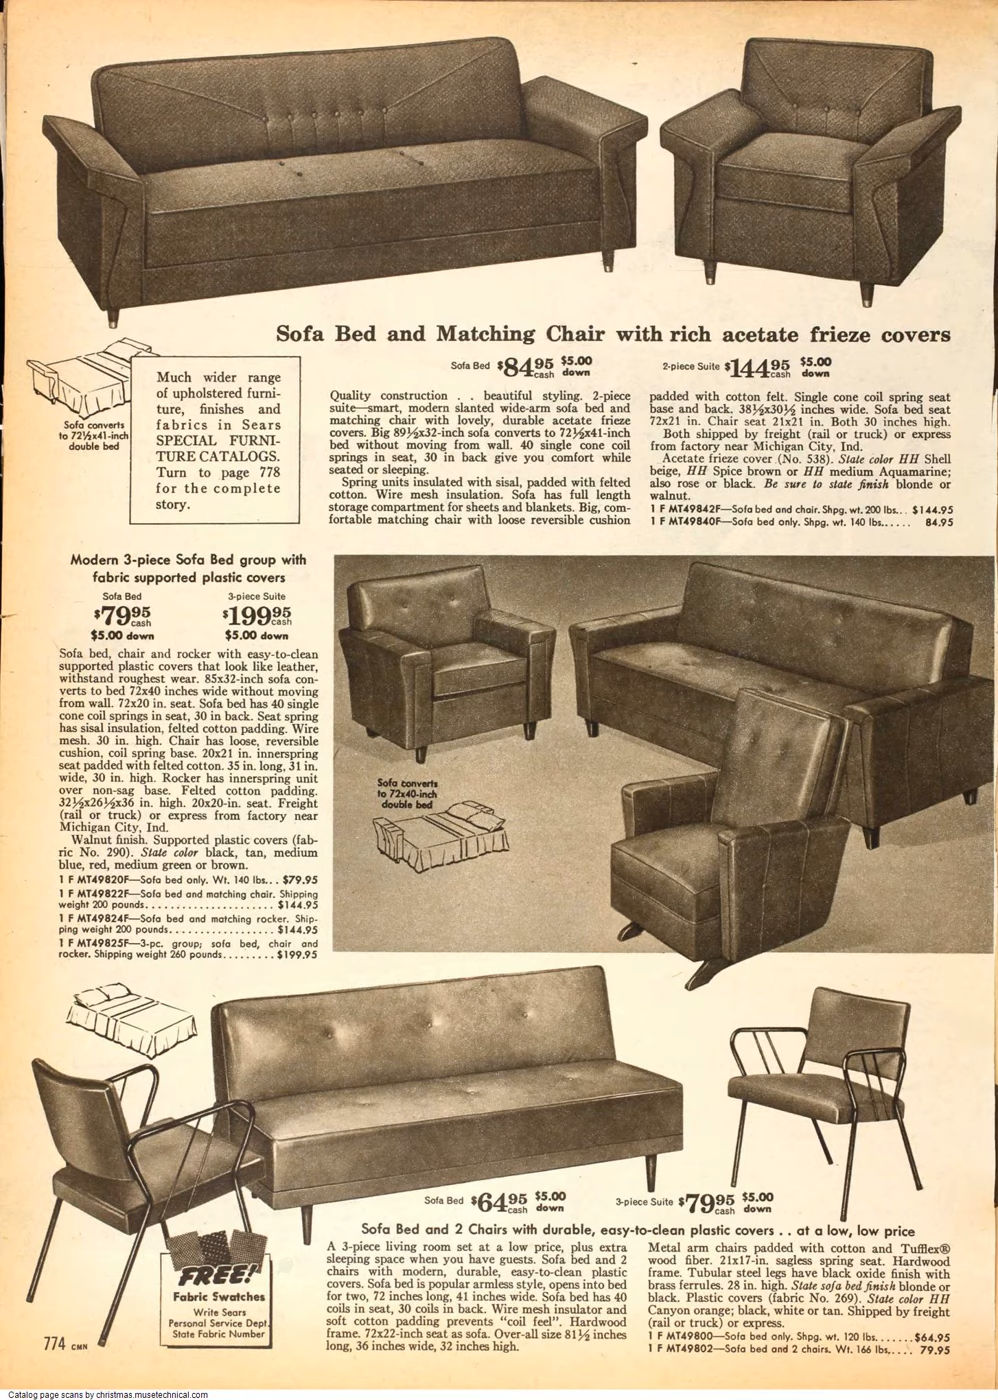 Sofa Bed and Matching Chair with rich acetate frieze covers
Sofa Bed $84.95 cash $5.00 down
2-piece Suite $144.95 cash $5.00 down
Sofa converts
to 72½x41-inch
double bed
Much wider range
of upholstered furni-
ture, finishes and
fabrics in Sears
SPECIAL FURNI-
TURE CATALOGS.
Turn to page 778
for the complete
story.
Quality construction . . beautiful styling. 2-piece
suite—smart, modern slanted wide-arm sofa bed and
matching chair with lovely, durable acetate frieze
covers. Big 89½x32-inch sofa converts to 72½x41-inch
bed without moving from wall. 40 single cone coil
springs in seat, 30 in back give you comfort while
seated or sleeping.
Spring units insulated with sisal, padded with felted
cotton. Wire mesh insulation. Sofa has full length
storage compartment for sheets and blankets. Big, com-
fortable matching chair with loose reversible cushion
padded with cotton felt. Single cone coil spring seat
base and back. 38½x30½ inches wide. Sofa bed seat
72x21 in. Chair seat 21x21 in. Both 30 inches high.
Both shipped by freight (rail or truck) or express
from factory near Michigan City, Ind.
Acetate frieze cover (No. 538). State color HH Shell
beige, HH Spice brown or HH medium Aquamarine;
also rose or black. Be sure to state finish blonde or
walnut.
1 F MT49842F—Sofa bed and chair. Shpg. wt. 200 lbs... $144.95
1 F MT49840F—Sofa bed only. Shpg. wt. 140 lbs...... 84.95
Modern 3-piece Sofa Bed group with
fabric supported plastic covers
Sofa Bed $79.95 cash $5.00 down
3-piece Suite $199.95 cash $5.00 down
Sofa bed, chair and rocker with easy-to-clean
supported plastic covers that look like leather,
withstand roughest wear. 85x32-inch sofa con-
verts to bed 72x40 inches wide without moving
from wall. 72x20 in. seat. Sofa bed has 40 single
cone coil springs in seat, 30 in back. Seat spring
has sisal insulation, felted cotton padding. Wire
mesh. 30 in. high. Chair has loose, reversible
cushion, coil spring base. 20x21 in. innerspring
seat padded with felted cotton. 35 in. long, 31 in.
wide, 30 in. high. Rocker has innerspring unit
over non-sag base. Felted cotton padding.
32½x26½x36 in. high. 20x20-in. seat. Freight
(rail or truck) or express from factory near
Michigan City, Ind.
Walnut finish. Supported plastic covers (fab-
ric No. 290). State color black, tan, medium
blue, red, medium green or brown.
1 F MT49820F—Sofa bed only. Wt. 140 lbs... $79.95
1 F MT49822F—Sofa bed and matching chair. Shipping
weight 200 pounds...................... $144.95
1 F MT49824F—Sofa bed and matching rocker. Ship-
ping weight 200 pounds.................. $144.95
1 F MT49825F—3-pc. group; sofa bed, chair and
rocker. Shipping weight 260 pounds......... $199.95
Sofa converts
to 72x40-inch
double bed
Sofa Bed $64.95 cash $5.00 down
3-piece Suite $79.95 cash $5.00 down
Sofa Bed and 2 Chairs with durable, easy-to-clean plastic covers . . at a low, low price
A 3-piece living room set at a low price, plus extra
sleeping space when you have guests. Sofa bed and 2
chairs with modern, durable, easy-to-clean plastic
covers. Sofa bed is popular armless style, opens into bed
for two, 72 inches long, 41 inches wide. Sofa bed has 40
coils in seat, 30 coils in back. Wire mesh insulator and
soft cotton padding prevents “coil feel”. Hardwood
frame. 72x22-inch seat as sofa. Over-all size 81½ inches
long, 36 inches wide, 32 inches high.
Metal arm chairs padded with cotton and Tufflex®
wood fiber. 21x17-in. sagless spring seat. Hardwood
frame. Tubular steel legs have black oxide finish with
brass ferrules. 28 in. high. State sofa bed finish blonde or
black. Plastic covers (fabric No. 269). State color HH
Canyon orange; black, white or tan. Shipped by freight
(rail or truck) or express.
1 F MT49800—Sofa bed only. Shpg. wt. 120 lbs.......$64.95
1 F MT49802—Sofa bed and 2 chairs. Wt. 166 lbs..... 79.95
FREE!
Fabric Swatches
Write Sears
Personal Service Dept.
State Fabric Number
774 CMN
Catalog page scans by christmas.musetechnical.com